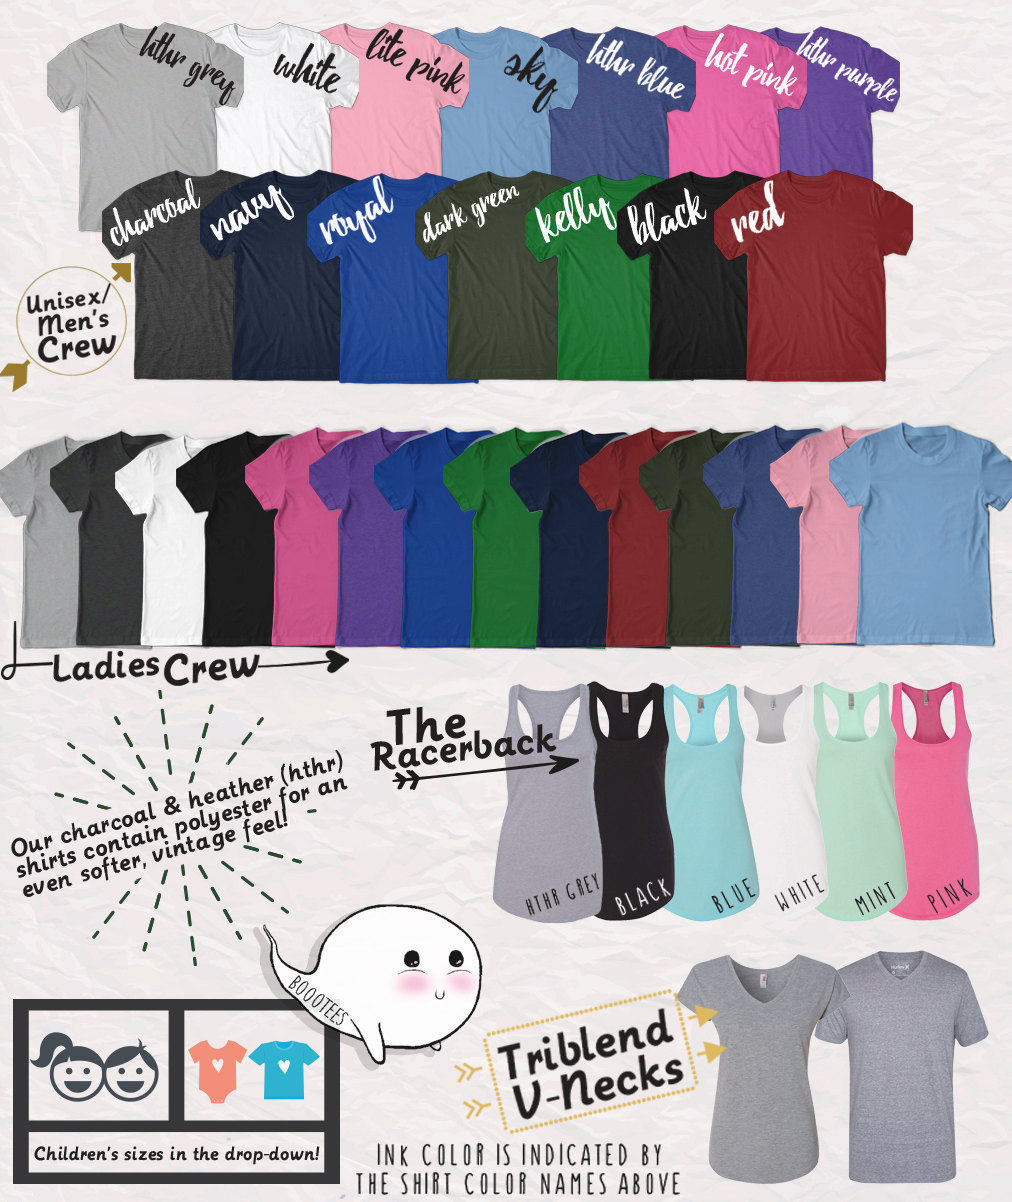 hthr grey
white
lite pink
sky
hthr blue
hot pink
hthr purple
charcoal
navy
royal
dark green
kelly
black
red
Unisex/
Men's
Crew
Ladies Crew
The
Racerback
Our charcoal & heather (hthr)
shirts contain polyester for an
even softer, vintage feel!
HTHR GREY
BLACK
BLUE
WHITE
MINT
PINK
BOOOTEES
Triblend
V-Necks
Children's sizes in the drop-down!
INK COLOR IS INDICATED BY
THE SHIRT COLOR NAMES ABOVE